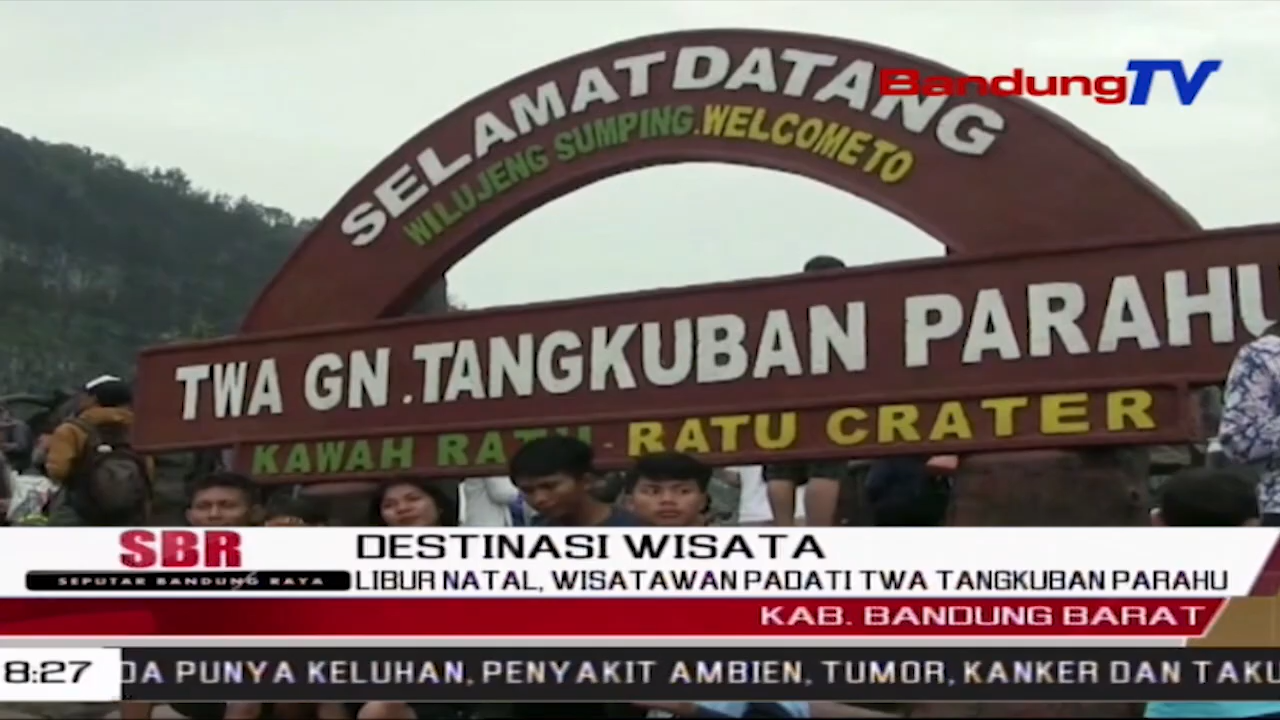 BandungTV
SELAMAT DATANG
WILUJENG SUMPING.WELCOME TO
TWA GN.TANGKUBAN PARAHU
KAWAH RATU - RATU CRATER
SBR
SEPUTAR BANDUNG RAYA
DESTINASI WISATA
LIBUR NATAL, WISATAWAN PADATI TWA TANGKUBAN PARAHU
KAB. BANDUNG BARAT
8:27
DA PUNYA KELUHAN, PENYAKIT AMBIEN, TUMOR, KANKER DAN TAKU